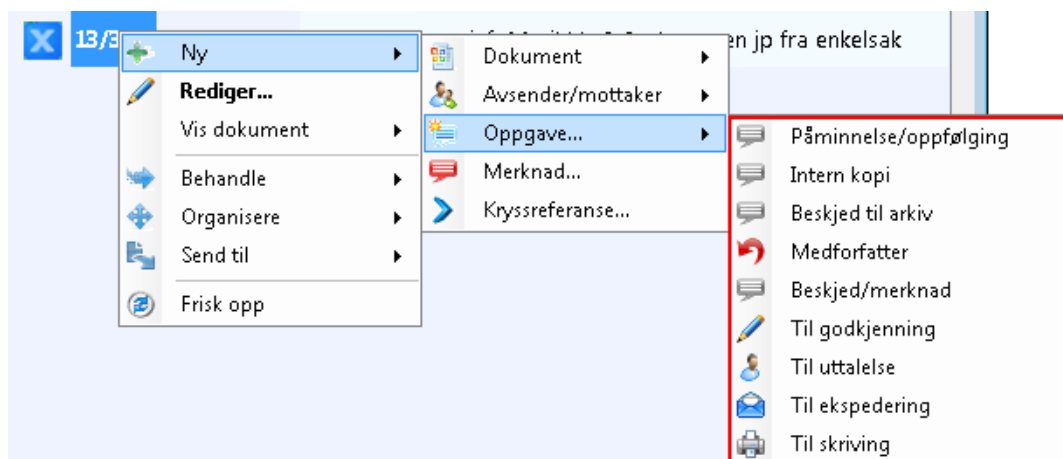 13/3
en jp fra enkelsak
Ny
Rediger...
Vis dokument
Behandle
Organisere
Send til
Frisk opp
Dokument
Avsender/mottaker
Oppgave...
Merknad...
Kryssreferanse...
Påminnelse/oppfølging
Intern kopi
Beskjed til arkiv
Medforfatter
Beskjed/merknad
Til godkjenning
Til uttalelse
Til ekspedering
Til skriving